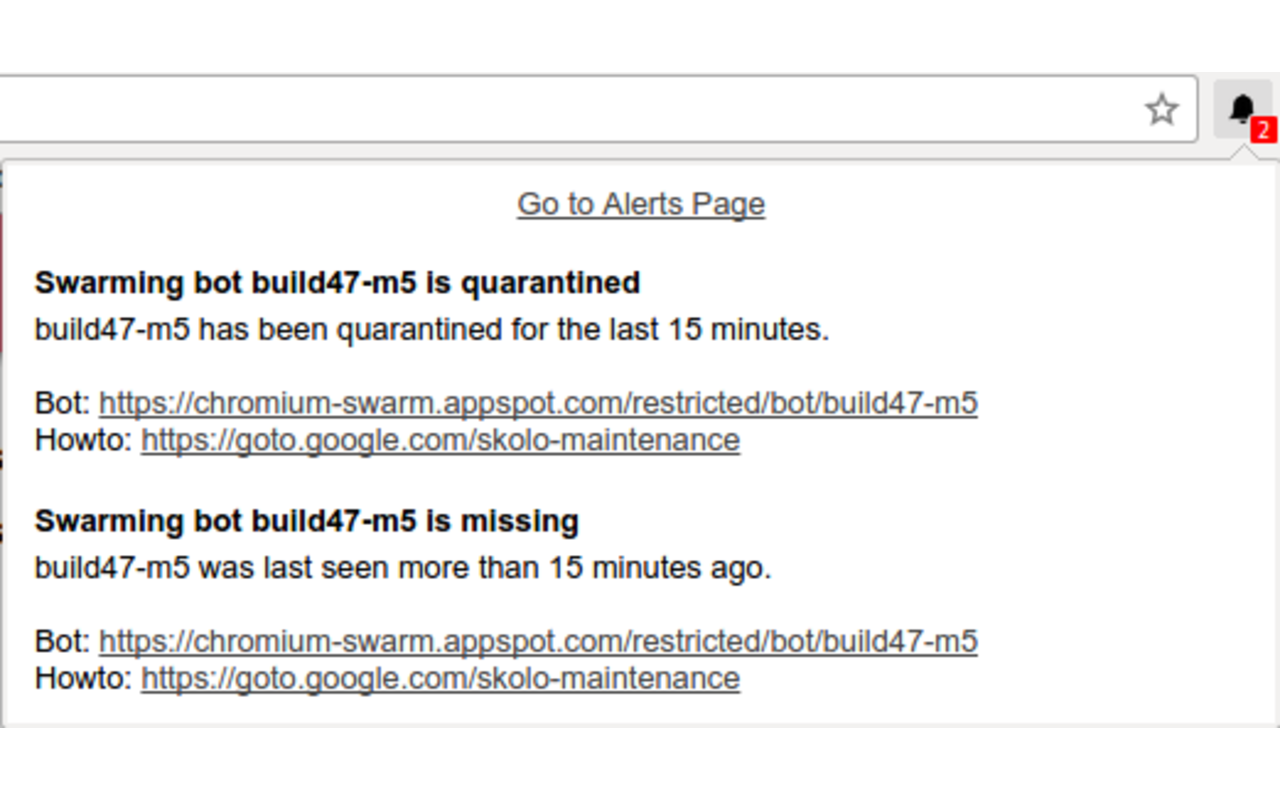 2
Go to Alerts Page
Swarming bot build47-m5 is quarantined
build47-m5 has been quarantined for the last 15 minutes.
Bot: https://chromium-swarm.appspot.com/restricted/bot/build47-m5
Howto: https://goto.google.com/skolo-maintenance
Swarming bot build47-m5 is missing
build47-m5 was last seen more than 15 minutes ago.
Bot: https://chromium-swarm.appspot.com/restricted/bot/build47-m5
Howto: https://goto.google.com/skolo-maintenance